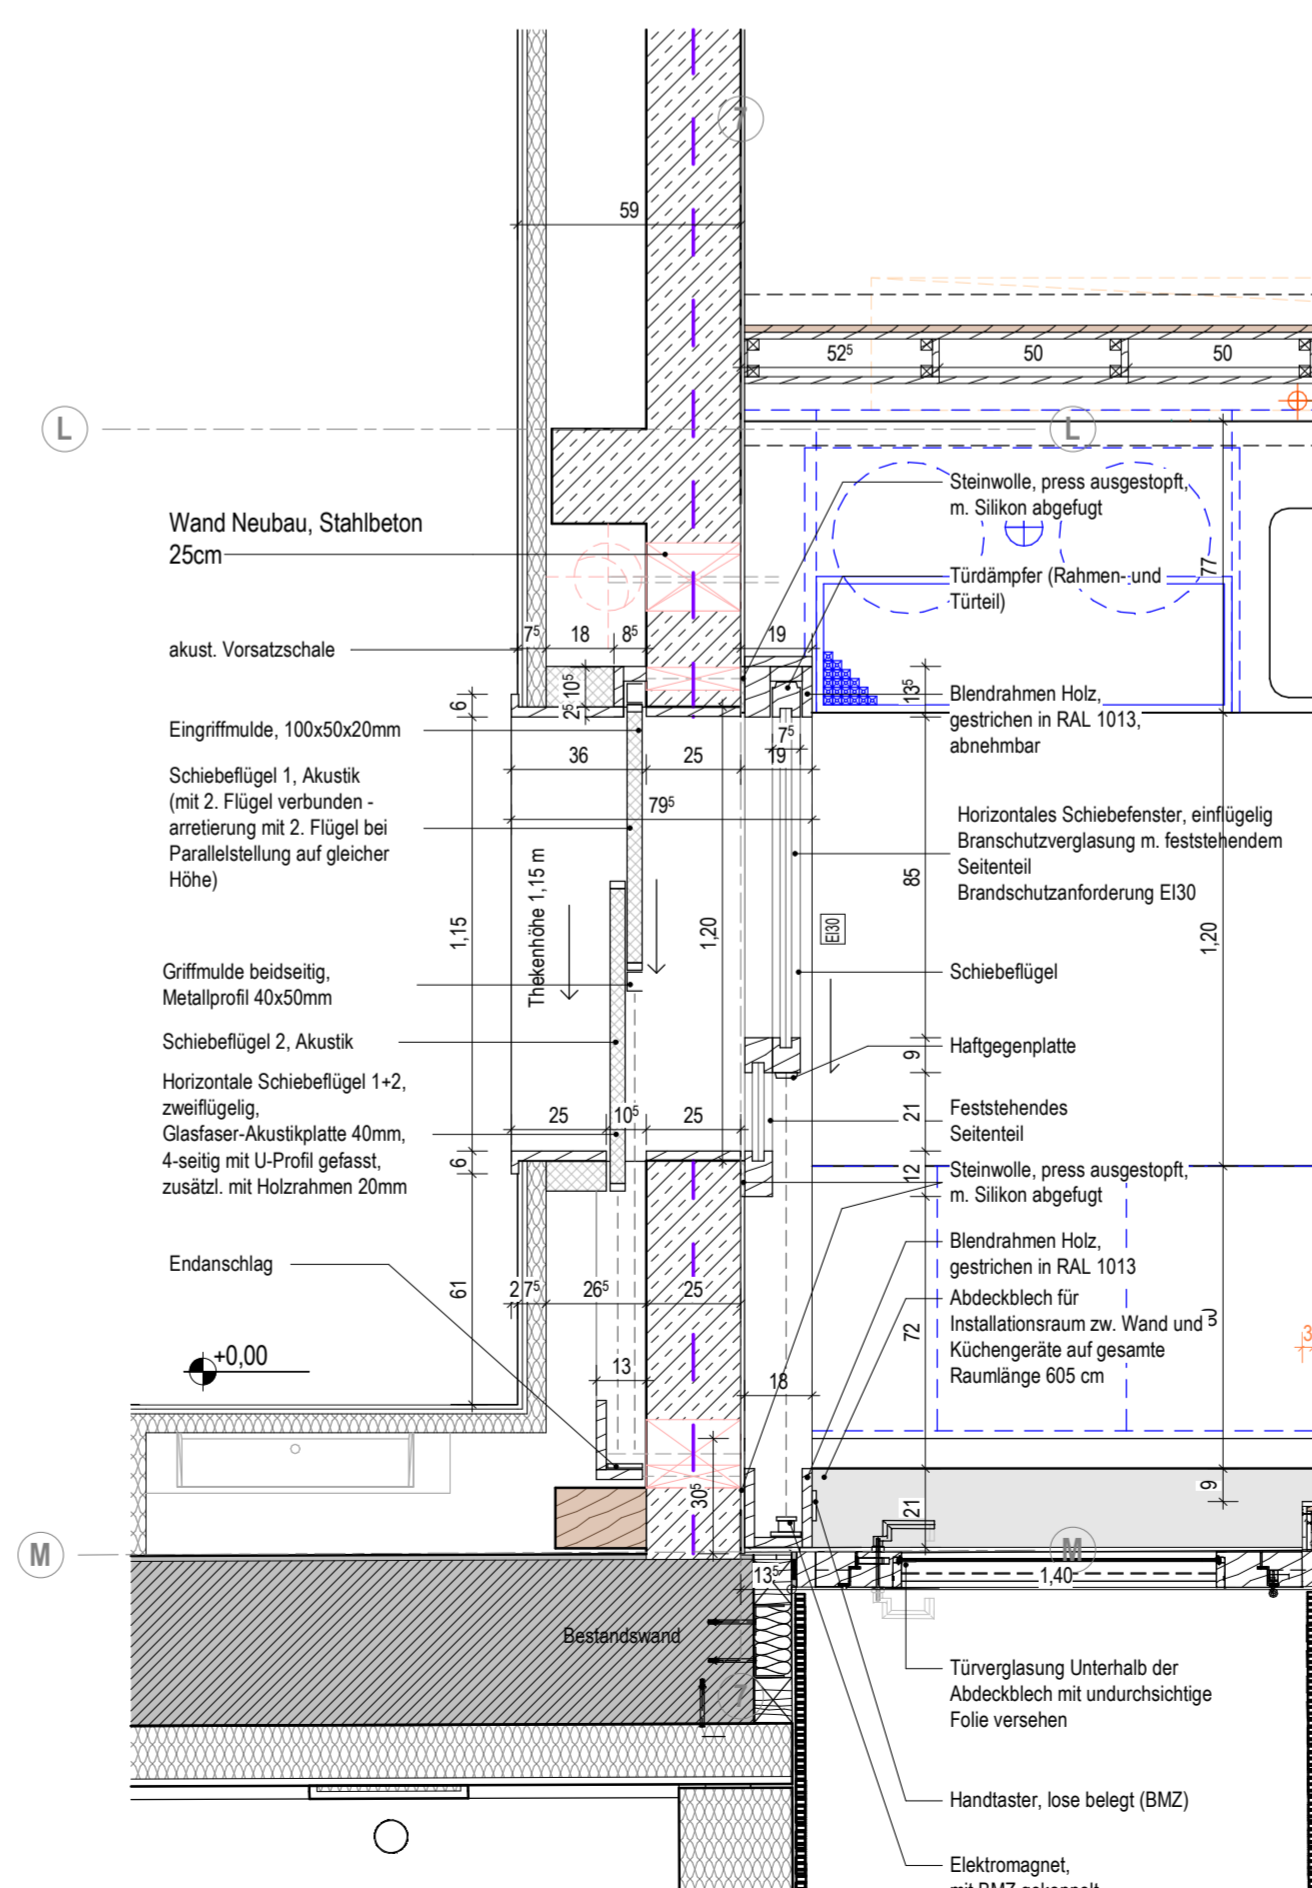 7
59
52⁵
50
50
L
L
Steinwolle, press ausgestopft,
m. Silikon abgefugt
Wand Neubau, Stahlbeton
25cm
77
Türdämpfer (Rahmen- und
Türteil)
7⁵
18
8⁵
19
akust. Vorsatzschale
6
2⁵
10⁵
13⁵
Blendrahmen Holz,
gestrichen in RAL 1013,
abnehmbar
Eingriffmulde, 100x50x20mm
7⁵
36
25
19
Schiebeflügel 1, Akustik
(mit 2. Flügel verbunden -
arretierung mit 2. Flügel bei
Parallelstellung auf gleicher
Höhe)
79⁵
Horizontales Schiebefenster, einflügelig
Branschutzverglasung m. feststehendem
Seitenteil
Brandschutzanforderung EI30
85
1,15
Thekenhöhe 1,15 m
1,20
EI30
1,20
Griffmulde beidseitig,
Metallprofil 40x50mm
Schiebeflügel
Schiebeflügel 2, Akustik
Haftgegenplatte
9
Horizontale Schiebeflügel 1+2,
zweiflügelig,
Glasfaser-Akustikplatte 40mm,
4-seitig mit U-Profil gefasst,
zusätzl. mit Holzrahmen 20mm
25
10⁵
25
21
Feststehendes
Seitenteil
6
12
Steinwolle, press ausgestopft,
m. Silikon abgefugt
Endanschlag
61
2
7⁵
26⁵
25
Blendrahmen Holz,
gestrichen in RAL 1013
Abdeckblech für
Installationsraum zw. Wand und
Küchengeräte auf gesamte
Raumlänge 605 cm
72
3
+0,00
13
18
30⁵
21
9
M
M
13⁵
1,40
Bestandswand
7
Türverglasung Unterhalb der
Abdeckblech mit undurchsichtige
Folie versehen
Handtaster, lose belegt (BMZ)
Elektromagnet,
mit BMZ gekoppelt